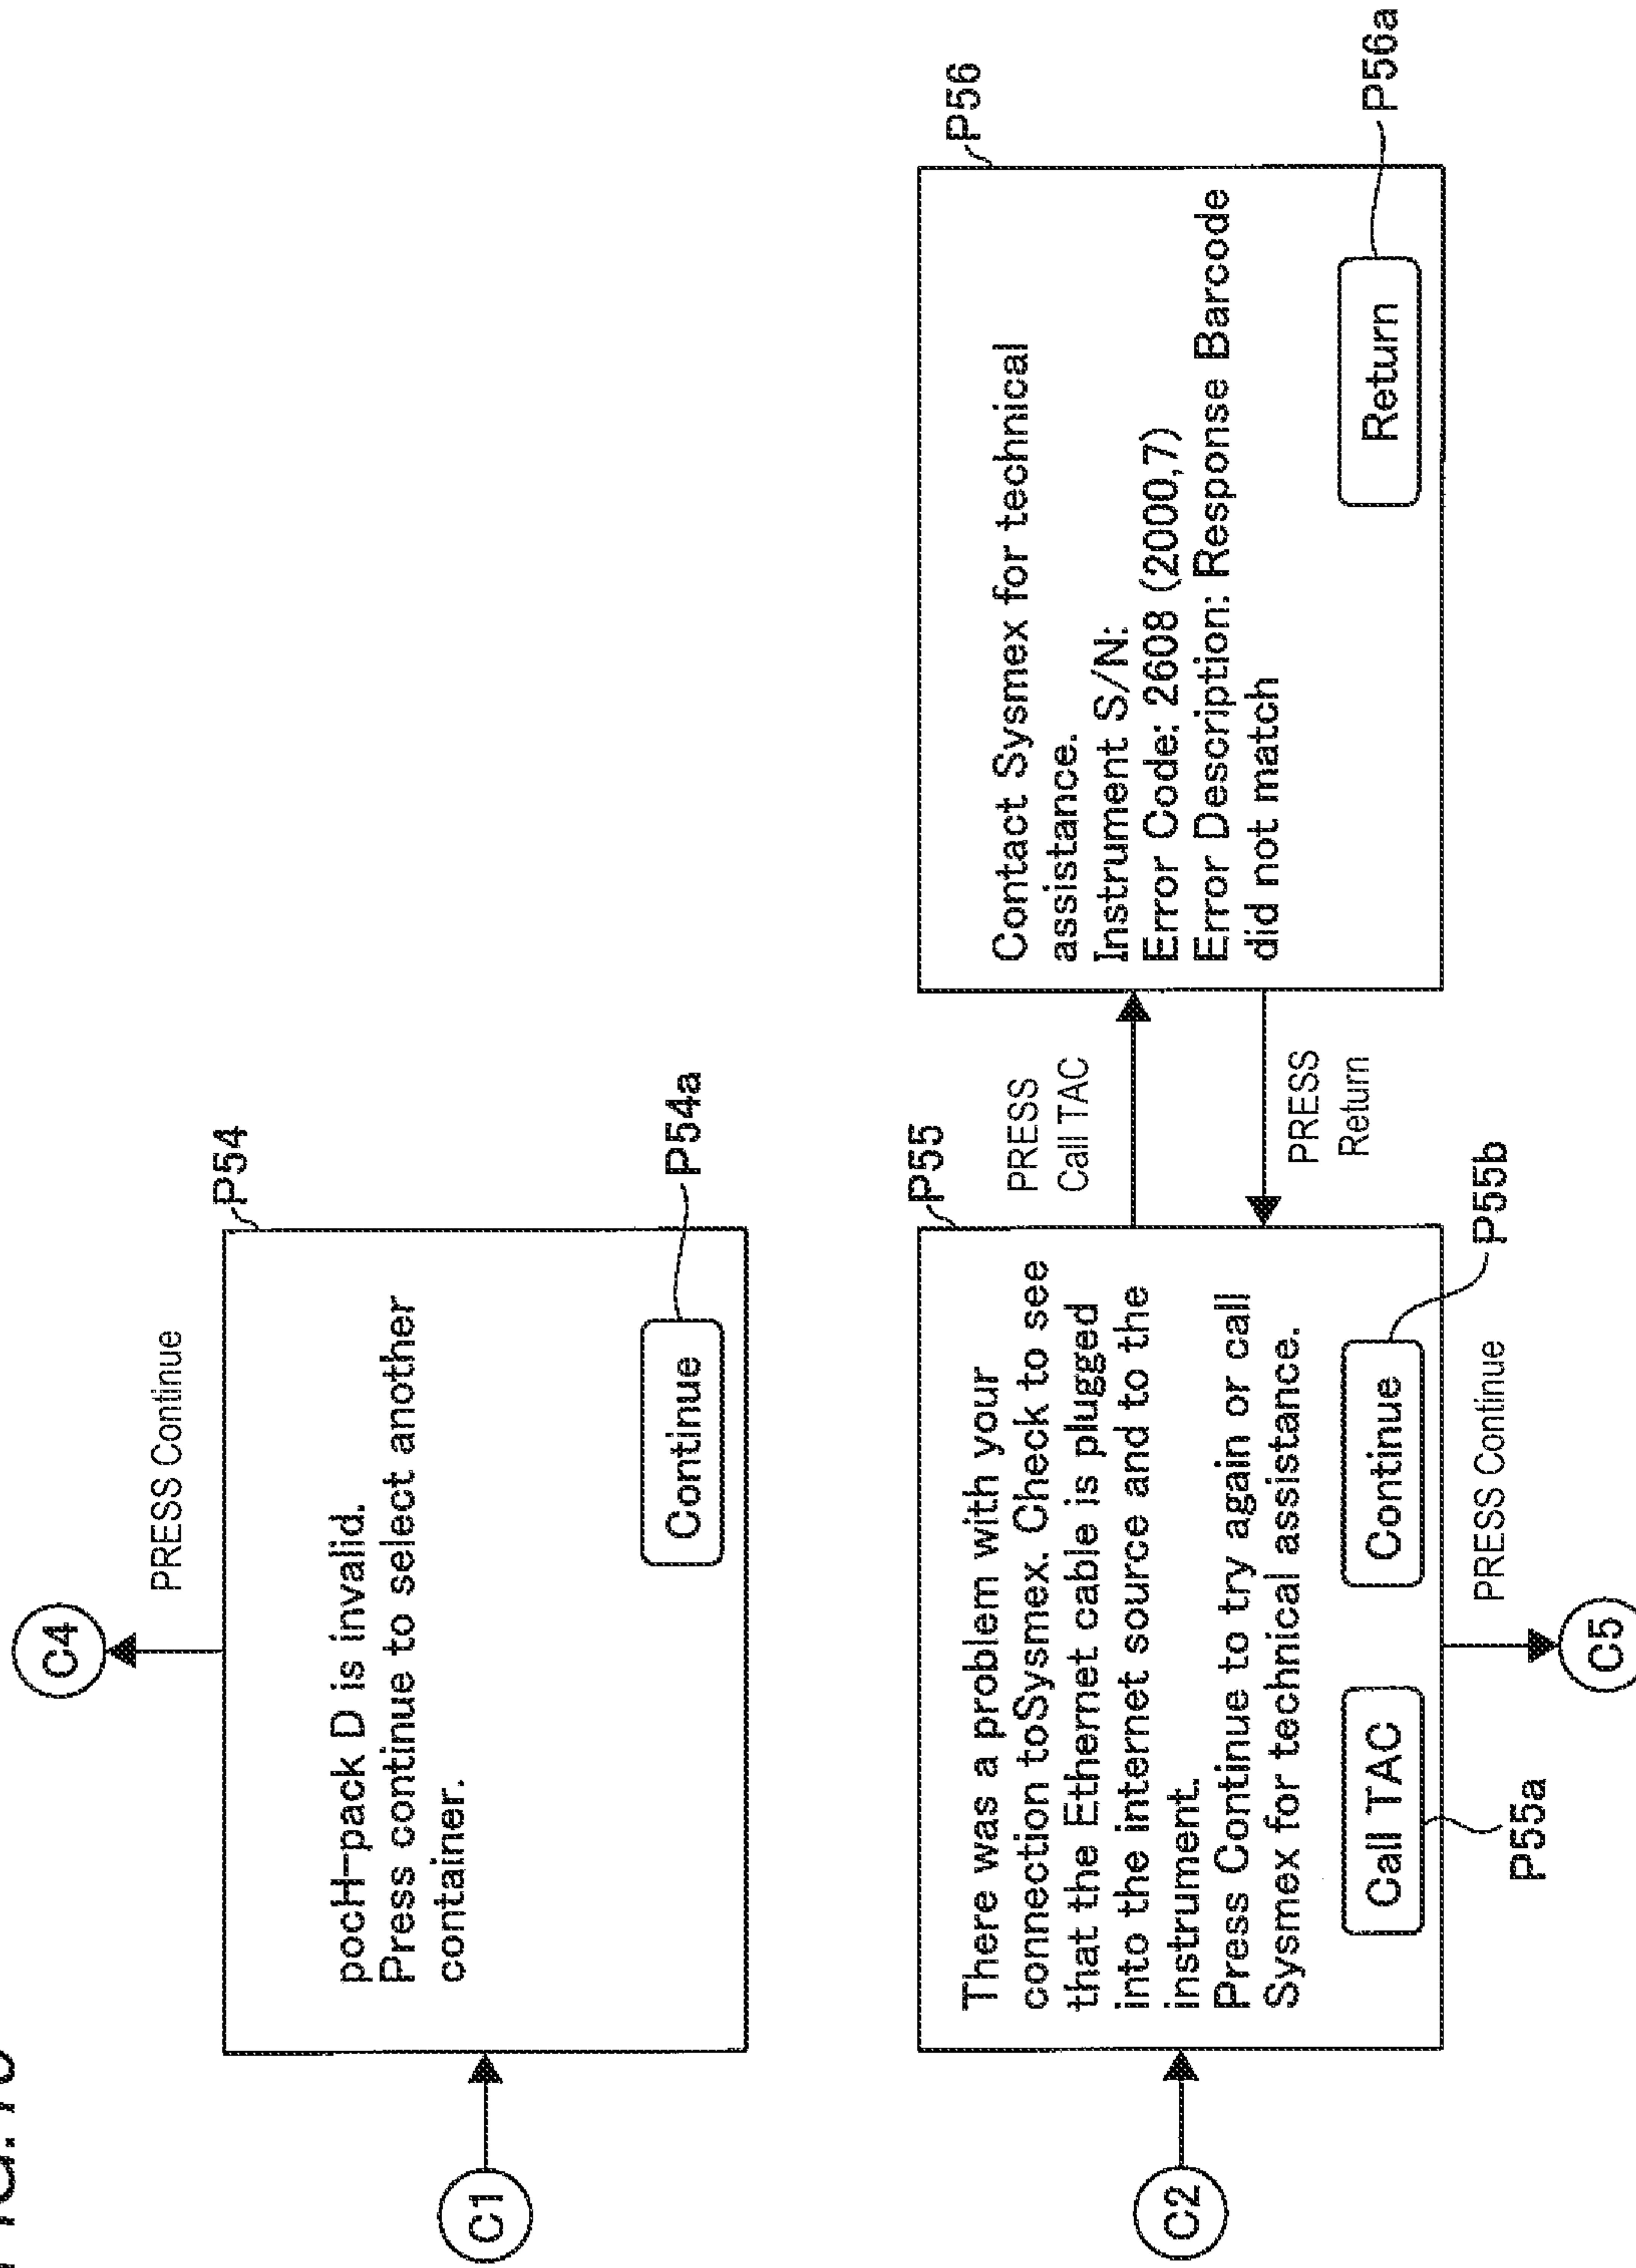 C4
PRESS Continue
P54
pocH-pack D is invalid.
Press continue to select another
container.
Continue
P54a
C1
P55
There was a problem with your
connection toSysmex. Check to see
that the Ethernet cable is plugged
into the internet source and to the
instrument.
Press Continue to try again or call
Sysmex for technical assistance.
Call TAC
Continue
P55a
P55b
C2
PRESS Continue
C5
PRESS
Call TAC
PRESS
Return
P56
Contact Sysmex for technical
assistance.
Instrument S/N:
Error Code: 2608 (2000,7)
Error Description: Response Barcode
did not match
Return
P56a